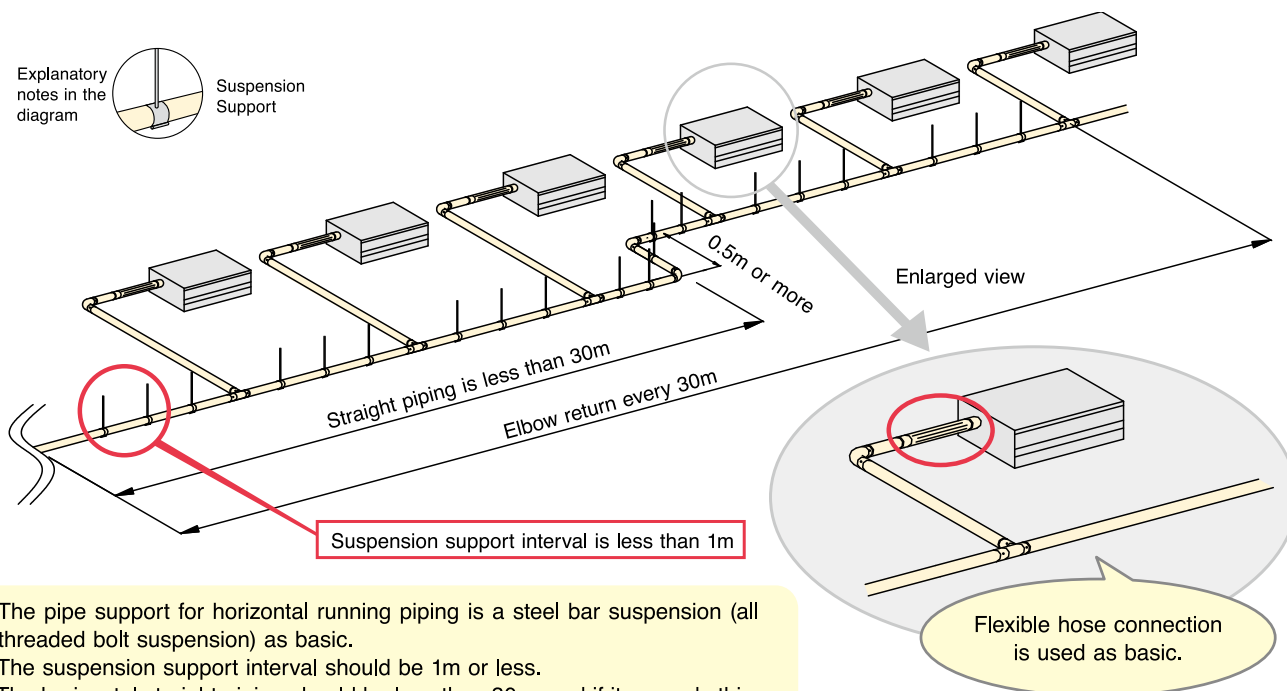 Explanatory
notes in the
diagram
Suspension
Support
0.5m or more
Enlarged view
Straight piping is less than 30m
Elbow return every 30m
Suspension support interval is less than 1m
Flexible hose connection
is used as basic.
The pipe support for horizontal running piping is a steel bar suspension (all
threaded bolt suspension) as basic.
The suspension support interval should be 1m or less.